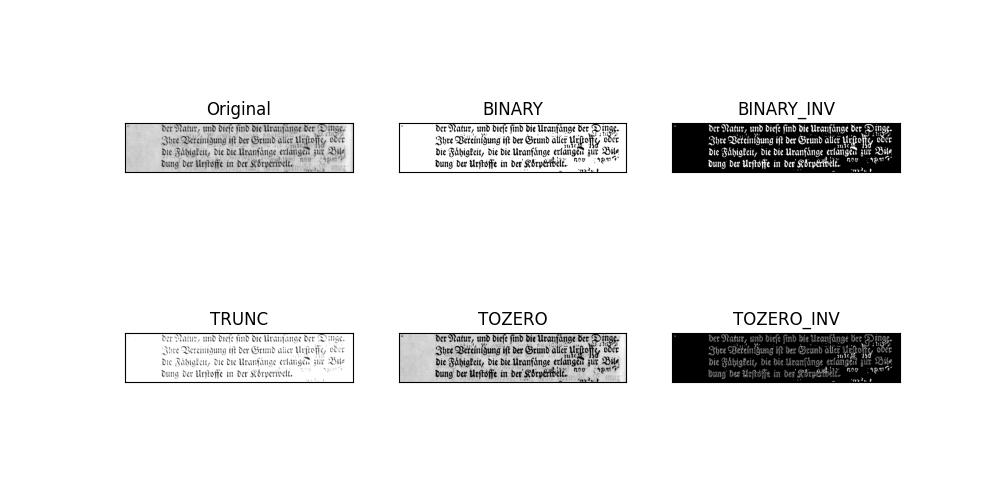 Original
der Natur, und diese sind die Uranfänge der Dinge.
Ihre Vereinigung ist der Grund aller Urstoffe, oder
die Fähigkeit, die die Uranfänge erlangen zur Bil-
dung der Urstoffe in der Körperwelt.
BINARY
der Natur, und diese sind die Uranfänge der Dinge.
Ihre Vereinigung ist der Grund aller Urstoffe, oder
die Fähigkeit, die die Uranfänge erlangen zur Bil-
dung der Urstoffe in der Körperwelt.
BINARY_INV
der Natur, und diese sind die Uranfänge der Dinge.
Ihre Vereinigung ist der Grund aller Urstoffe, oder
die Fähigkeit, die die Uranfänge erlangen zur Bil-
dung der Urstoffe in der Körperwelt.
TRUNC
der Natur, und diese sind die Uranfänge der Dinge.
Ihre Vereinigung ist der Grund aller Urstoffe, oder
die Fähigkeit, die die Uranfänge erlangen zur Bil-
dung der Urstoffe in der Körperwelt.
TOZERO
der Natur, und diese sind die Uranfänge der Dinge.
Ihre Vereinigung ist der Grund aller Urstoffe, oder
die Fähigkeit, die die Uranfänge erlangen zur Bil-
dung der Urstoffe in der Körperwelt.
TOZERO_INV
der Natur, und diese sind die Uranfänge der Dinge.
Ihre Vereinigung ist der Grund aller Urstoffe, oder
die Fähigkeit, die die Uranfänge erlangen zur Bil-
dung der Urstoffe in der Körperwelt.